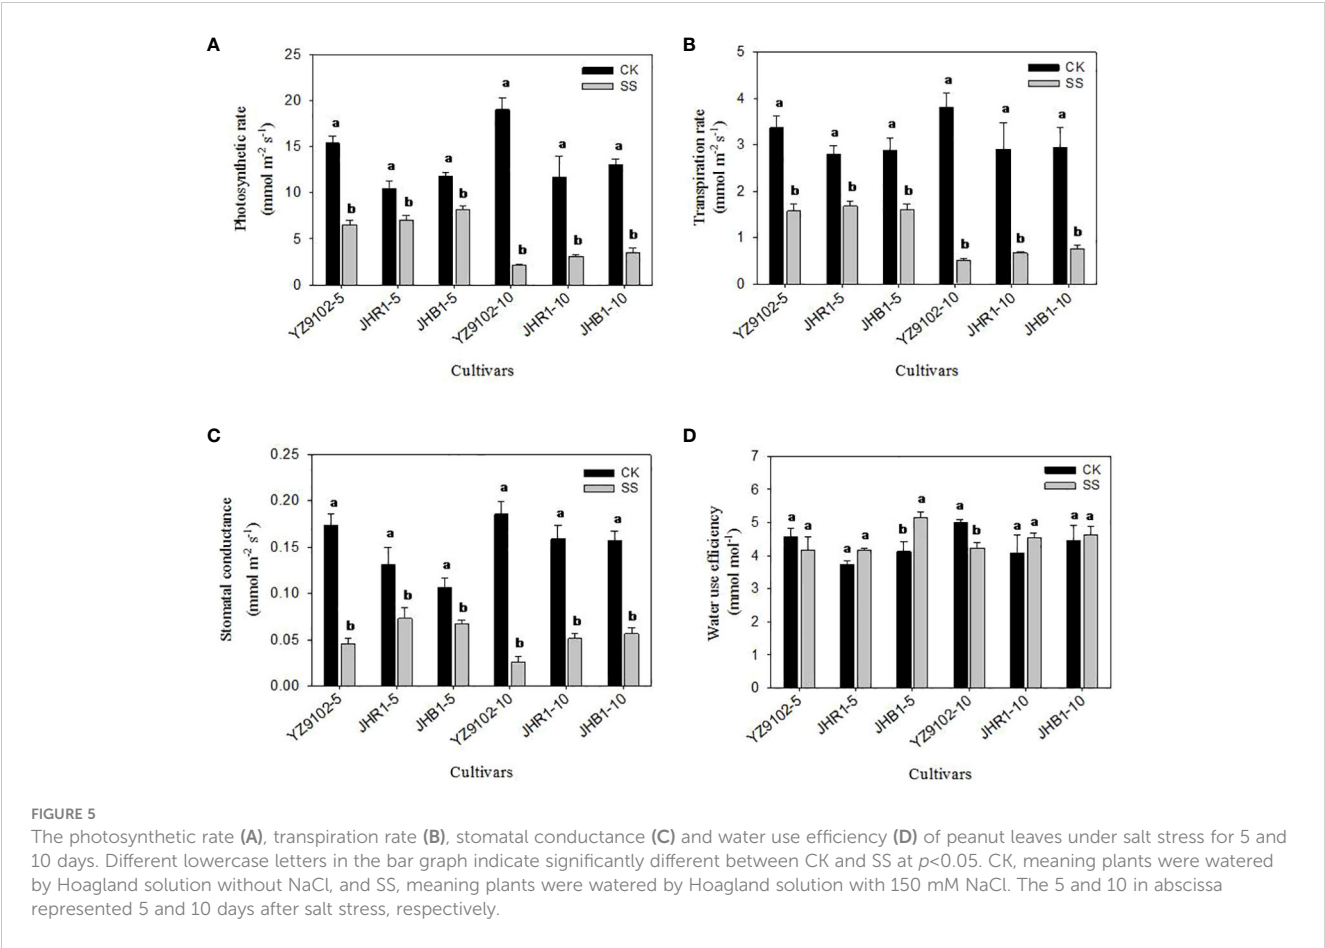 A
25
20
15
10
5
0
Photosynthetic rate
(mmol m-2 s-1)
CK
SS
a b a b a b a b a b a b
YZ9102-5 JHR1-5 JHB1-5 YZ9102-10 JHR1-10 JHB1-10
Cultivars
B
5
4
3
2
1
0
Transpiration rate
(mmol m-2 s-1)
CK
SS
a b a b a b a b a b a b
YZ9102-5 JHR1-5 JHB1-5 YZ9102-10 JHR1-10 JHB1-10
Cultivars
C
0.25
0.20
0.15
0.10
0.05
0.00
Stomatal conductance
(mmol m-2 s-1)
CK
SS
a b a b a b a b a b a b
YZ9102-5 JHR1-5 JHB1-5 YZ9102-10 JHR1-10 JHB1-10
Cultivars
D
7
6
5
4
3
2
1
0
Water use efficiency
(mmol mol-1)
CK
SS
a a a a b a a b a a a a
YZ9102-5 JHR1-5 JHB1-5 YZ9102-10 JHR1-10 JHB1-10
Cultivars
FIGURE 5
The photosynthetic rate (A), transpiration rate (B), stomatal conductance (C) and water use efficiency (D) of peanut leaves under salt stress for 5 and
10 days. Different lowercase letters in the bar graph indicate significantly different between CK and SS at p<0.05. CK, meaning plants were watered
by Hoagland solution without NaCl, and SS, meaning plants were watered by Hoagland solution with 150 mM NaCl. The 5 and 10 in abscissa
represented 5 and 10 days after salt stress, respectively.